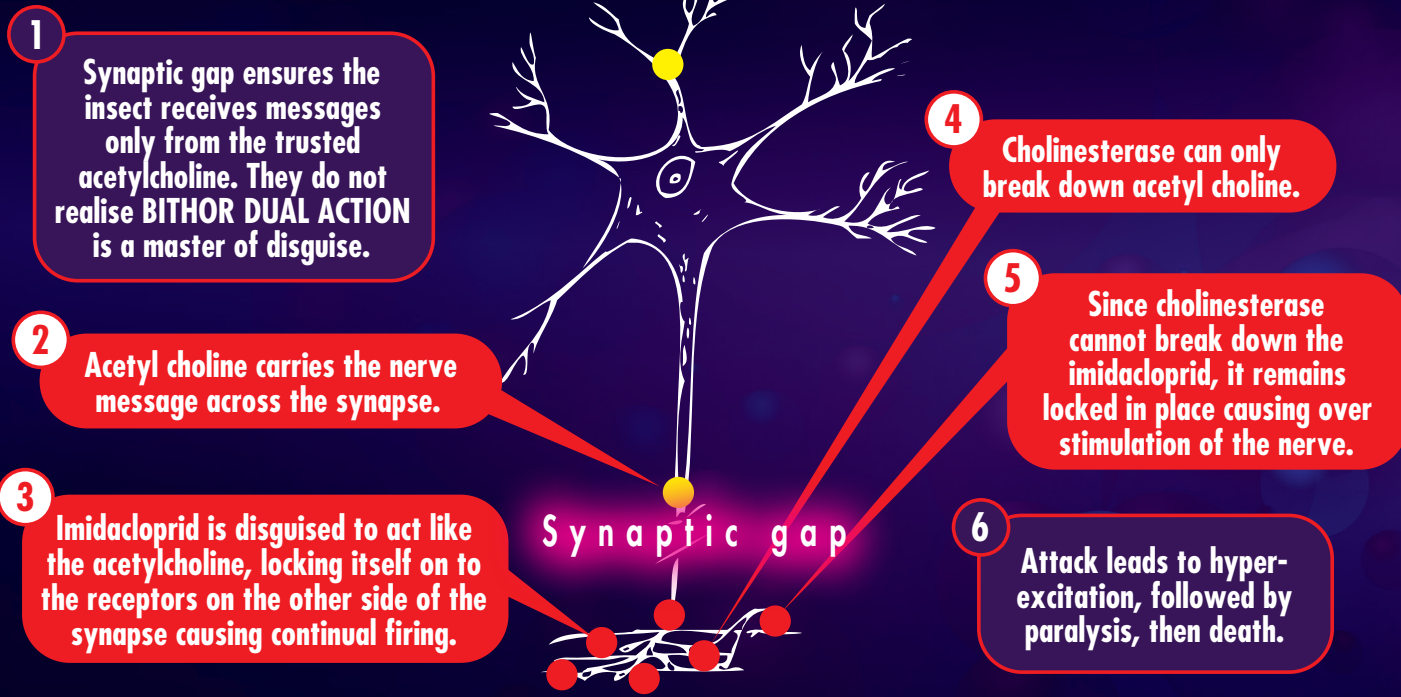 1
Synaptic gap ensures the
insect receives messages
only from the trusted
acetylcholine. They do not
realise BITHOR DUAL ACTION
is a master of disguise.
2
Acetyl choline carries the nerve
message across the synapse.
3
Imidacloprid is disguised to act like
the acetylcholine, locking itself on to
the receptors on the other side of the
synapse causing continual firing.
Synaptic gap
4
Cholinesterase can only
break down acetyl choline.
5
Since cholinesterase
cannot break down the
imidacloprid, it remains
locked in place causing over
stimulation of the nerve.
6
Attack leads to hyper-
excitation, followed by
paralysis, then death.